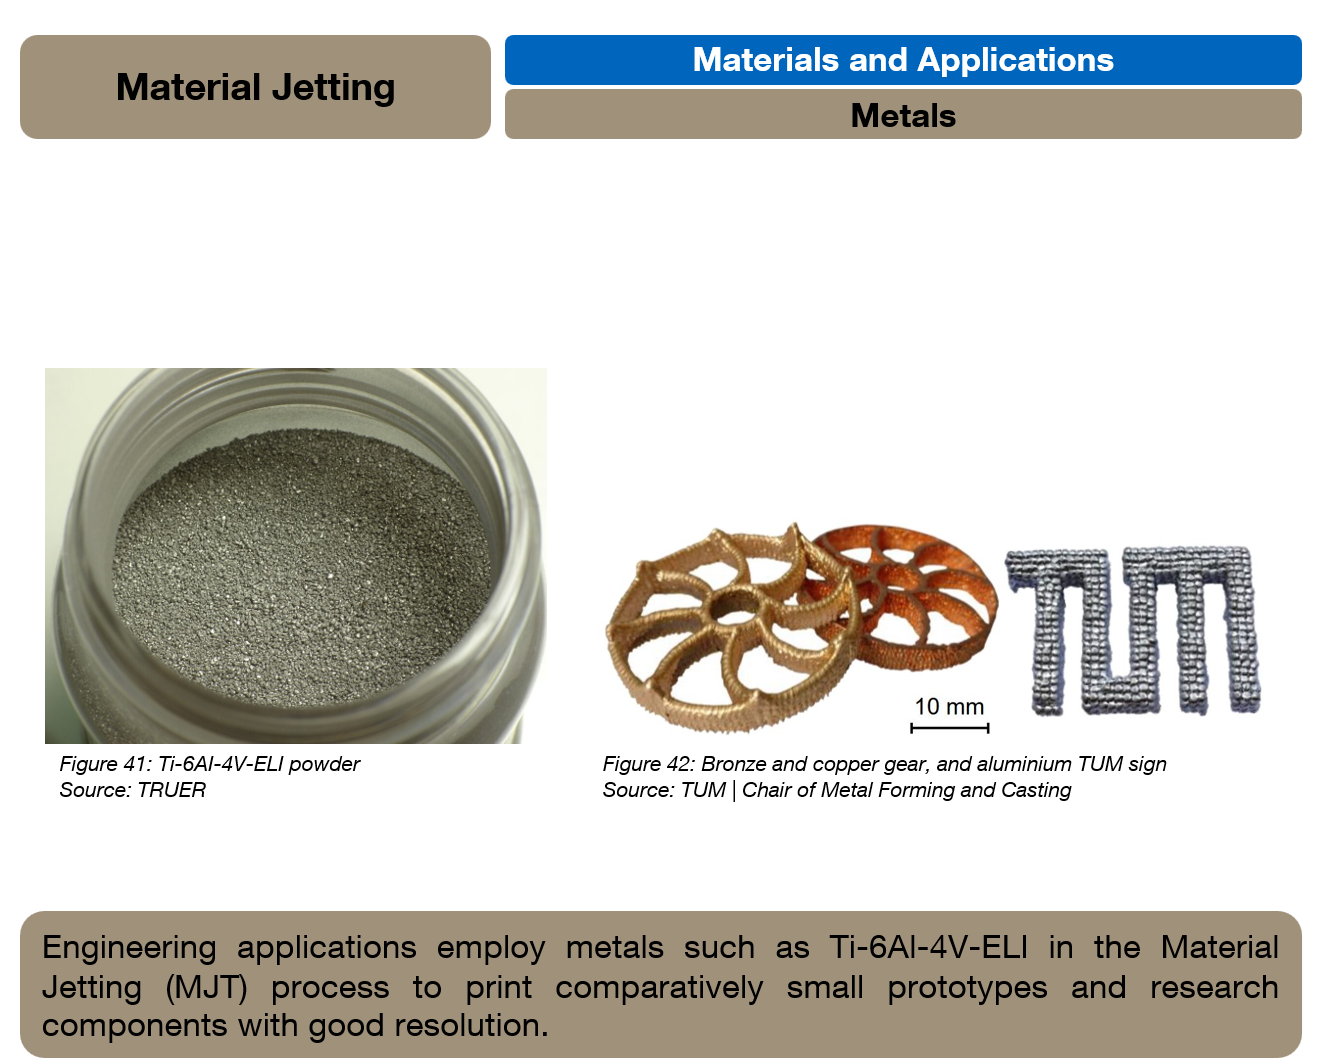 Material Jetting
Materials and Applications
Metals
10 mm
Figure 41: Ti-6Al-4V-ELI powder
Source: TRUER
Figure 42: Bronze and copper gear, and aluminium TUM sign
Source: TUM | Chair of Metal Forming and Casting
Engineering applications employ metals such as Ti-6Al-4V-ELI in the Material
Jetting (MJT) process to print comparatively small prototypes and research
components with good resolution.